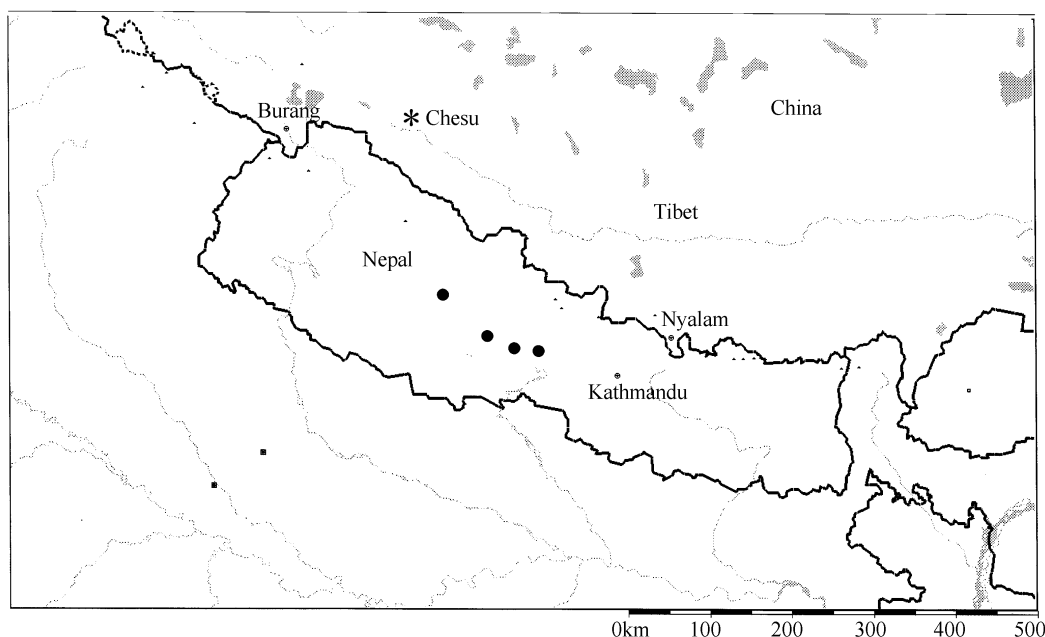 Burang
Chesu
China
Tibet
Nepal
Nyalam
Kathmandu
0km 100 200 300 400 500